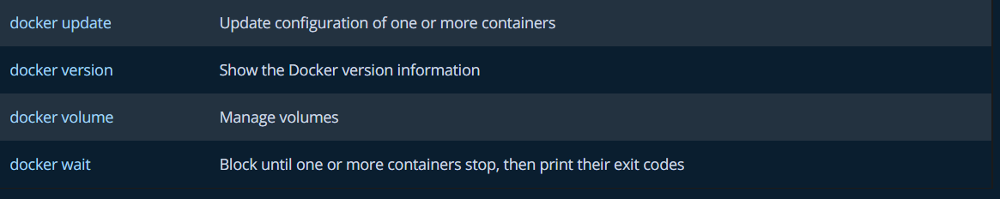 docker update Update configuration of one or more containers
docker version Show the Docker version information
docker volume Manage volumes
docker wait Block until one or more containers stop, then print their exit codes